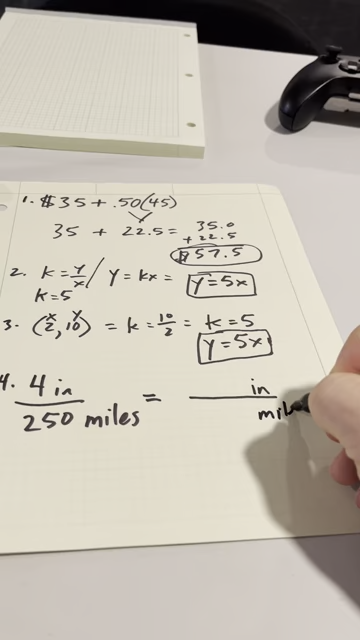 1. $35 + .50(45)
35 + 22.5 = 35.0
+ 22.5
$57.5
2. k = y/x / y = kx = y = 5x
k = 5
3. (2, 10) = k = 10/2 = k = 5
x y
y = 5x
4. 4 in = in
250 miles